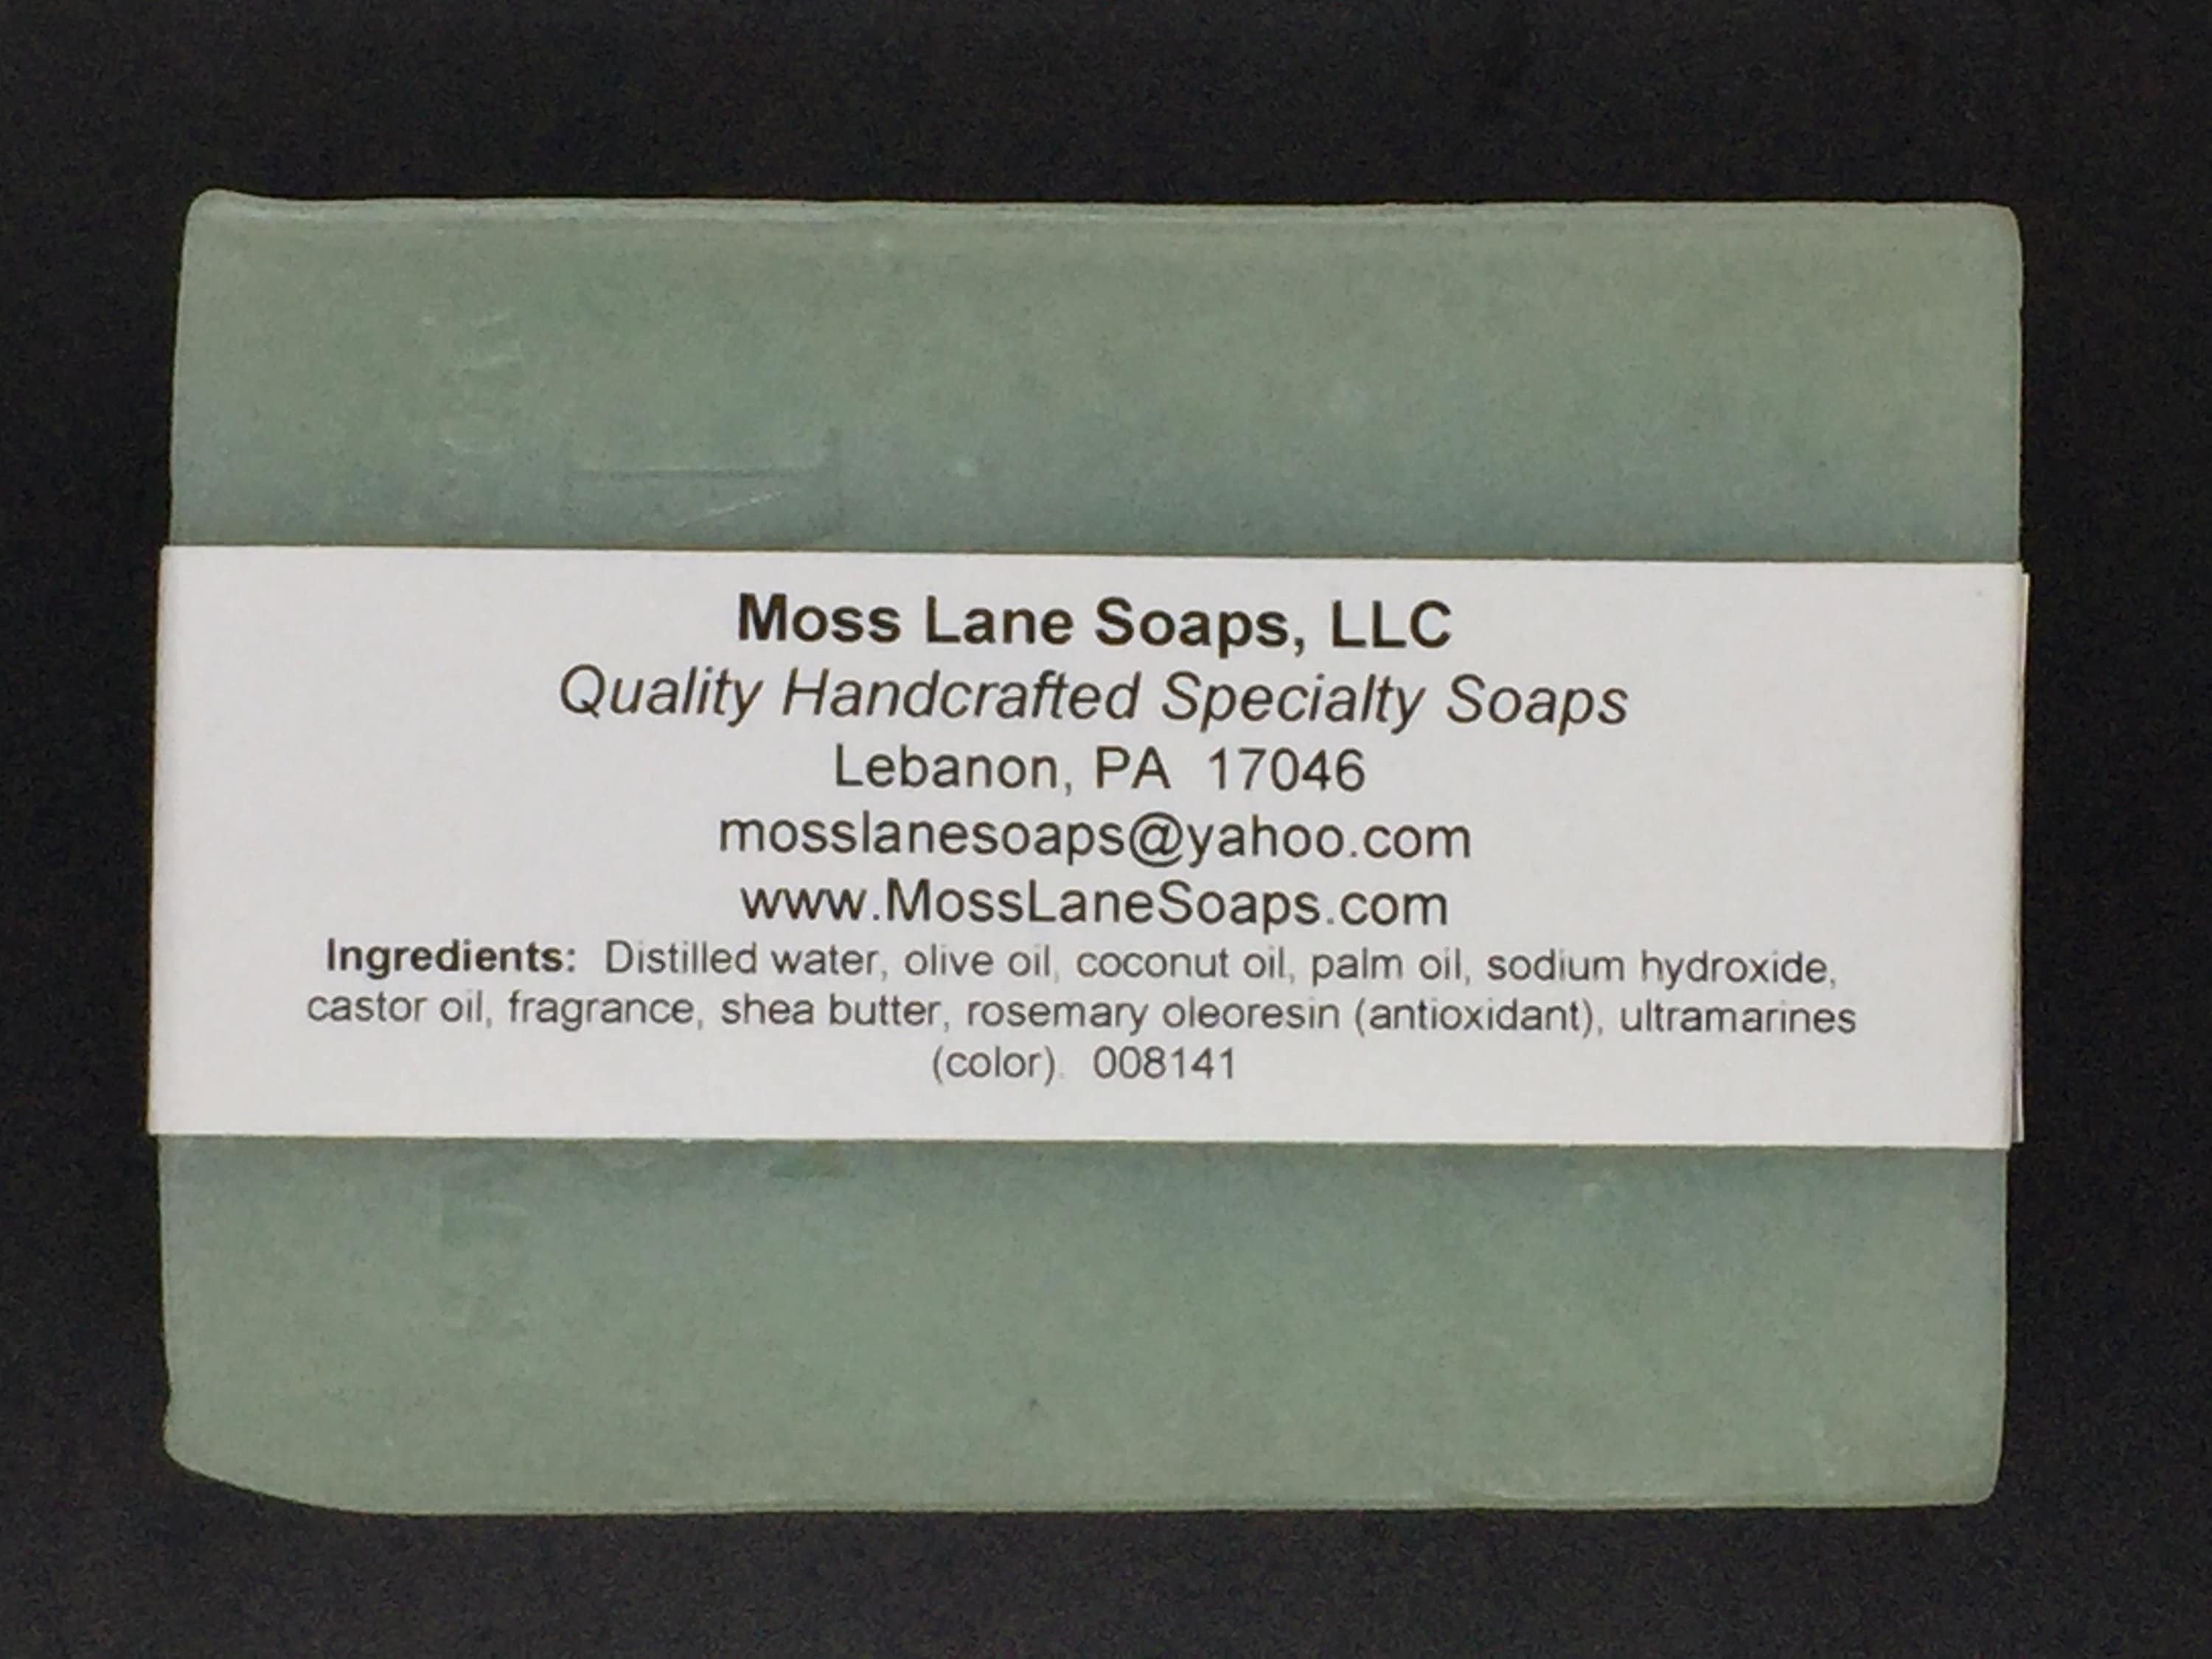 Moss Lane Soaps, LLC
Quality Handcrafted Specialty Soaps
Lebanon, PA  17046
mosslanesoaps@yahoo.com
www.MossLaneSoaps.com
Ingredients:  Distilled water, olive oil, coconut oil, palm oil, sodium hydroxide,
castor oil, fragrance, shea butter, rosemary oleoresin (antioxidant), ultramarines
(color).  008141